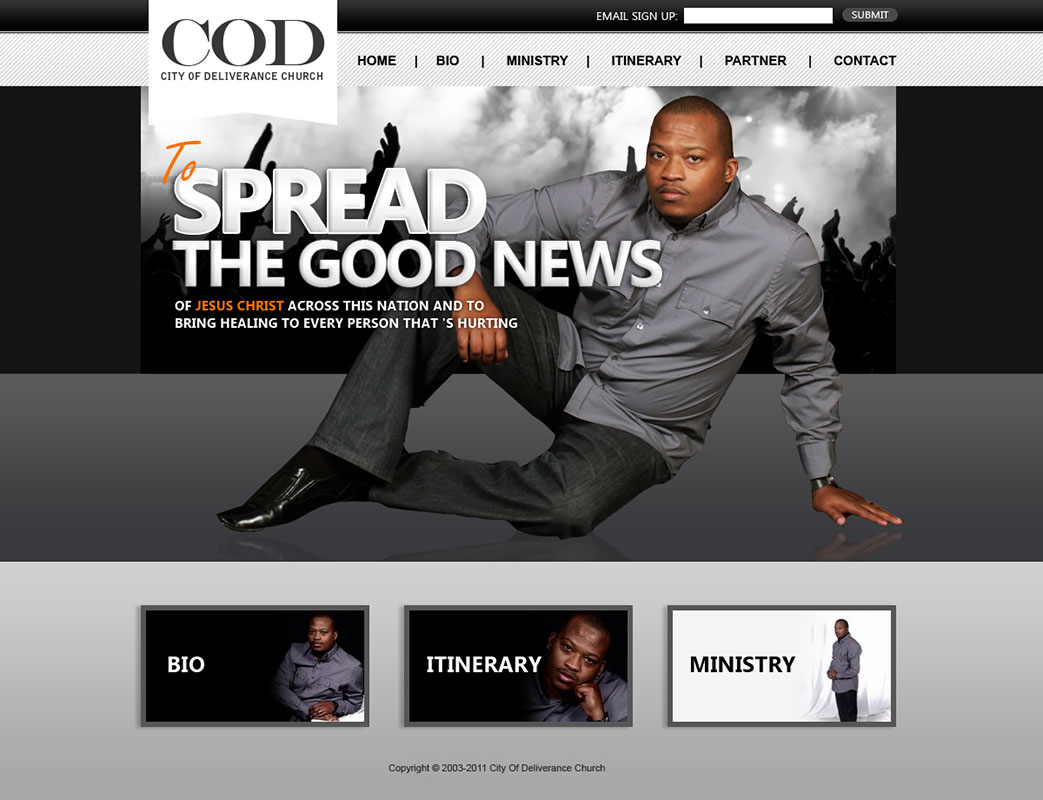 EMAIL SIGN UP:
SUBMIT
COD
CITY OF DELIVERANCE CHURCH
HOME | BIO | MINISTRY | ITINERARY | PARTNER | CONTACT
To
SPREAD
THE GOOD NEWS
OF JESUS CHRIST ACROSS THIS NATION AND TO
BRING HEALING TO EVERY PERSON THAT 'S HURTING
BIO
ITINERARY
MINISTRY
Copyright © 2003-2011 City Of Deliverance Church